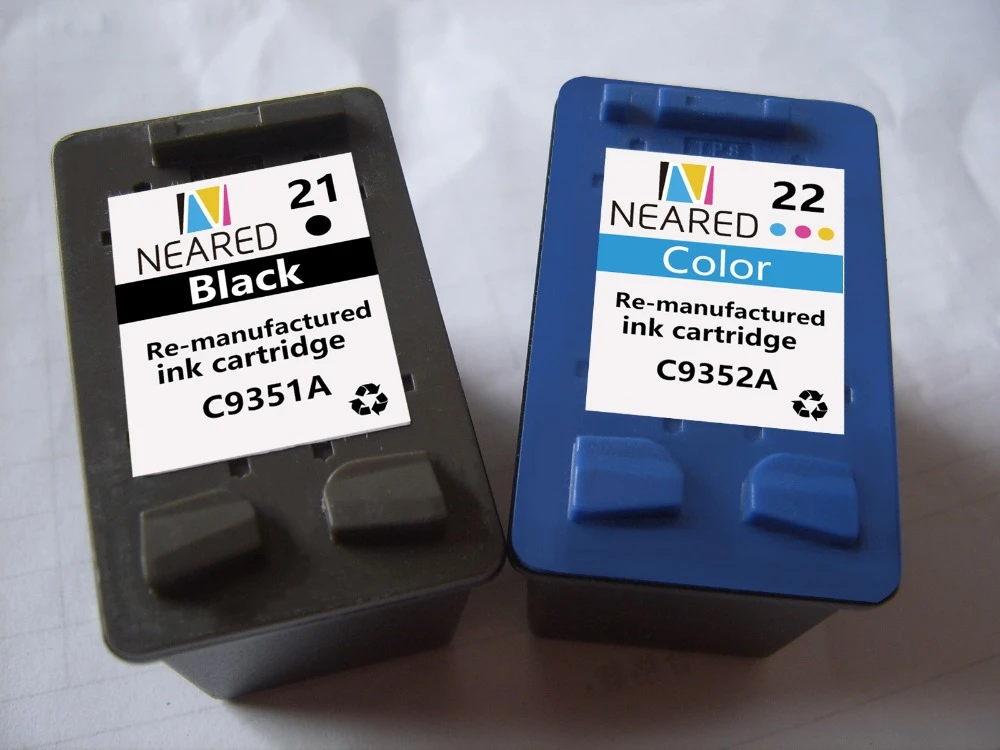 NEARED
21
Black
Re-manufactured
ink cartridge
C9351A
NEARED
22
Color
Re-manufactured
ink cartridge
C9352A